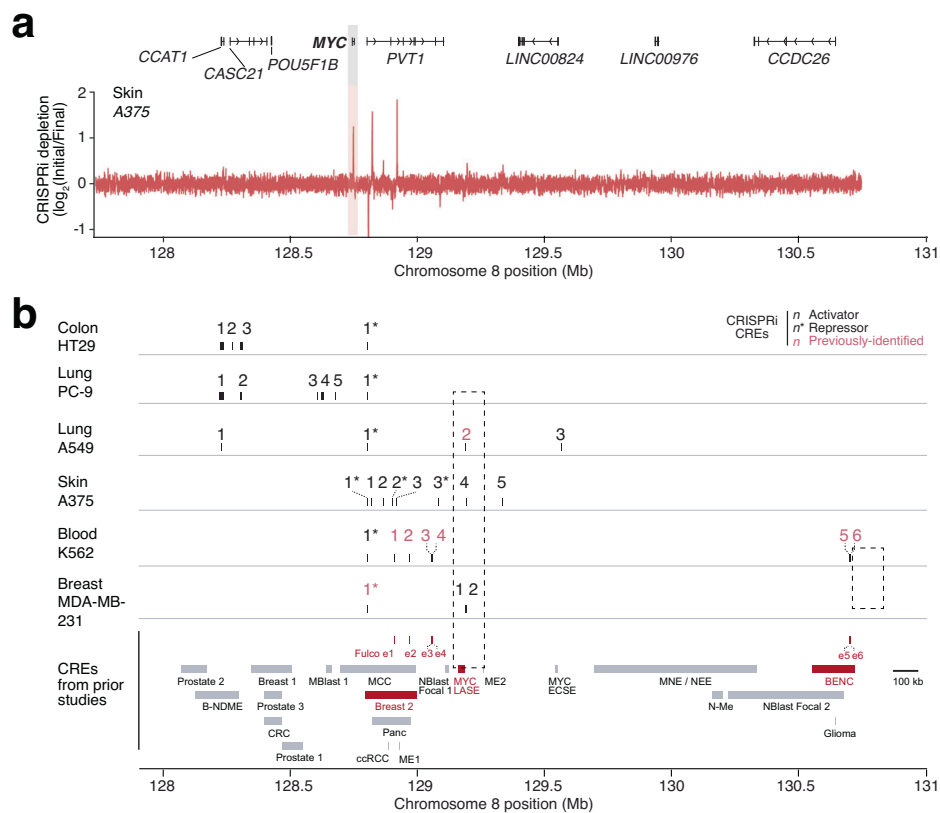 a
CCAT1
CASC21
POU5F1B
MYC
PVT1
LINC00824
LINC00976
CCDC26
Skin
A375
CRISPRi depletion
(log2(Initial/Final)
2
1
0
-1
128
128.5
129
129.5
130
130.5
131
Chromosome 8 position (Mb)
b
CRISPRi
CREs
n Activator
n* Repressor
n Previously-identified
Colon
HT29
1 2 3 1*
Lung
PC-9
1 2 3 4 5 1*
Lung
A549
1 1* 2 3
Skin
A375
1* 1 2 2* 3 3* 4 5
Blood
K562
1* 1 2 3 4 5 6
Breast
MDA-MB-
231
1* 1 2
CREs
from prior
studies
Fulco e1 e2 e3 e4 e5 e6
Prostate 2 Breast 1 MBlast 1 MCC NBlast
Focal 1
MYC
LASE
ME2 MYC
ECSE
MNE / NEE BENC
100 kb
B-NDME Prostate 3 Breast 2 N-Me NBlast Focal 2
CRC Panc Glioma
Prostate 1 ccRCC ME1
128
128.5
129
129.5
130
130.5
131
Chromosome 8 position (Mb)